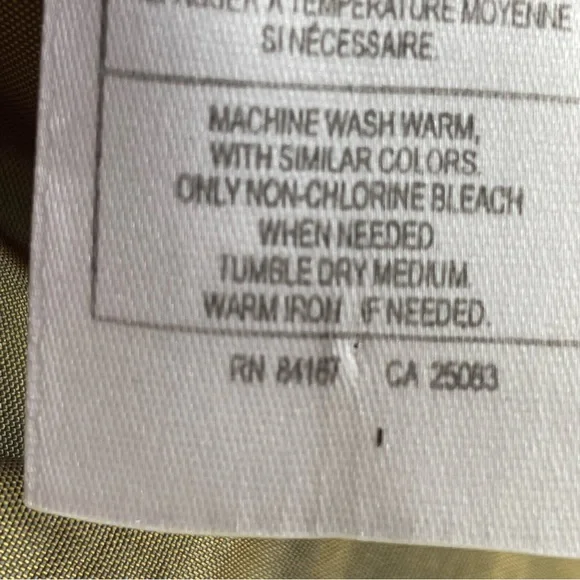 À TEMPÉRATURE MOYENNE
SI NÉCESSAIRE.
MACHINE WASH WARM,
WITH SIMILAR COLORS.
ONLY NON-CHLORINE BLEACH
WHEN NEEDED.
TUMBLE DRY MEDIUM.
WARM IRON IF NEEDED.
RN 84167 CA 25083